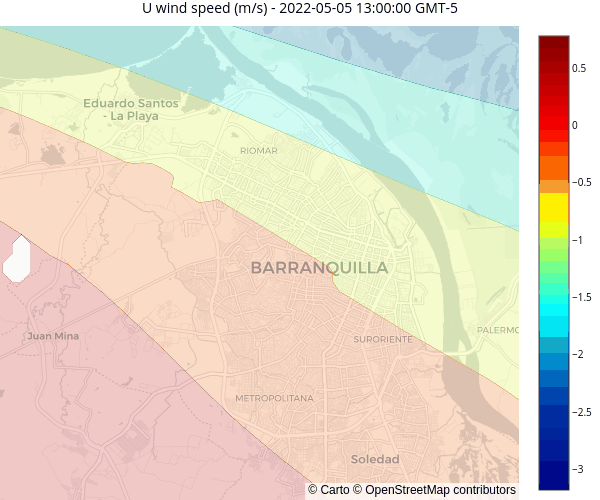 U wind speed (m/s) - 2022-05-05 13:00:00 GMT-5
0.5
Eduardo Santos
- La Playa
0
RIOMAR
−0.5
−1
BARRANQUILLA
−1.5
Juan Mina
SURORIENTE
PALERMO
−2
METROPOLITANA
−2.5
Soledad
−3
© Carto © OpenStreetMap contributors